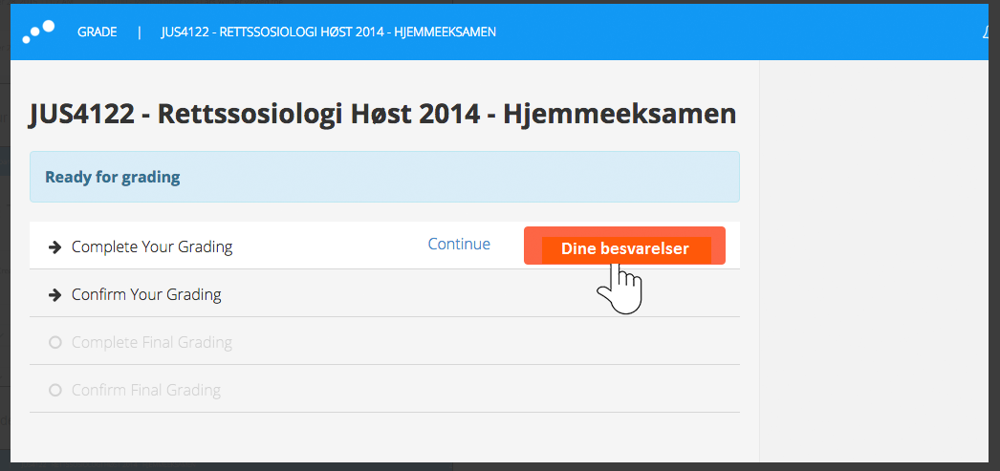 GRADE | JUS4122 - RETTSSOSIOLOGI HØST 2014 - HJEMMEEKSAMEN
JUS4122 - Rettssosiologi Høst 2014 - Hjemmeeksamen
Ready for grading
Complete Your Grading Continue Dine besvarelser
Confirm Your Grading
Complete Final Grading
Confirm Final Grading